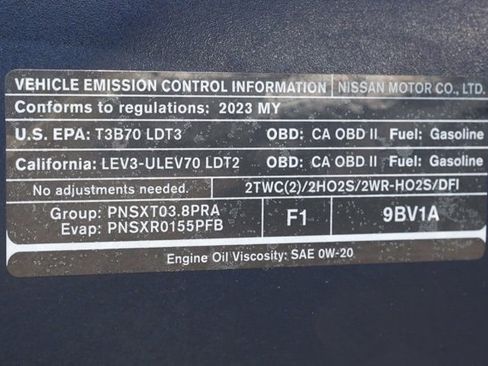 VEHICLE EMISSION CONTROL INFORMATION NISSAN MOTOR CO., LTD.
Conforms to regulations: 2023 MY
U.S. EPA: T3B70 LDT3 OBD: CA OBD II Fuel: Gasoline
California: LEV3-ULEV70 LDT2 OBD: CA OBD II Fuel: Gasoline
No adjustments needed. 2TWC(2)/2HO2S/2WR-HO2S/DFI
Group: PNSXT03.8PRA F1 9BV1A
Evap: PNSXR0155PFB
Engine Oil Viscosity: SAE 0W-20